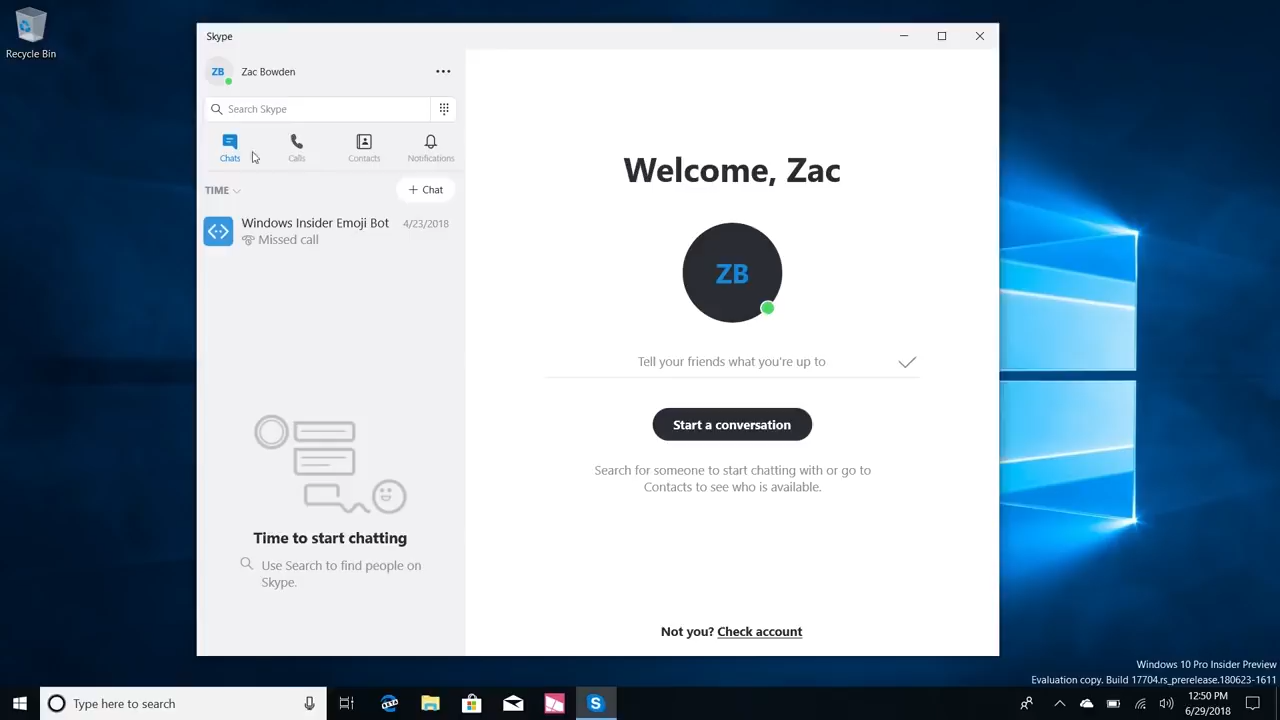 Recycle Bin
Skype
ZB
Zac Bowden
Search Skype
Chats
Calls
Contacts
Notifications
TIME
+ Chat
Windows Insider Emoji Bot
4/23/2018
Missed call
Time to start chatting
Use Search to find people on
Skype.
Welcome, Zac
ZB
Tell your friends what you're up to
Start a conversation
Search for someone to start chatting with or go to
Contacts to see who is available.
Not you? Check account
Windows 10 Pro Insider Preview
Evaluation copy. Build 17704.rs_prerelease.180623-1611
Type here to search
12:50 PM
6/29/2018